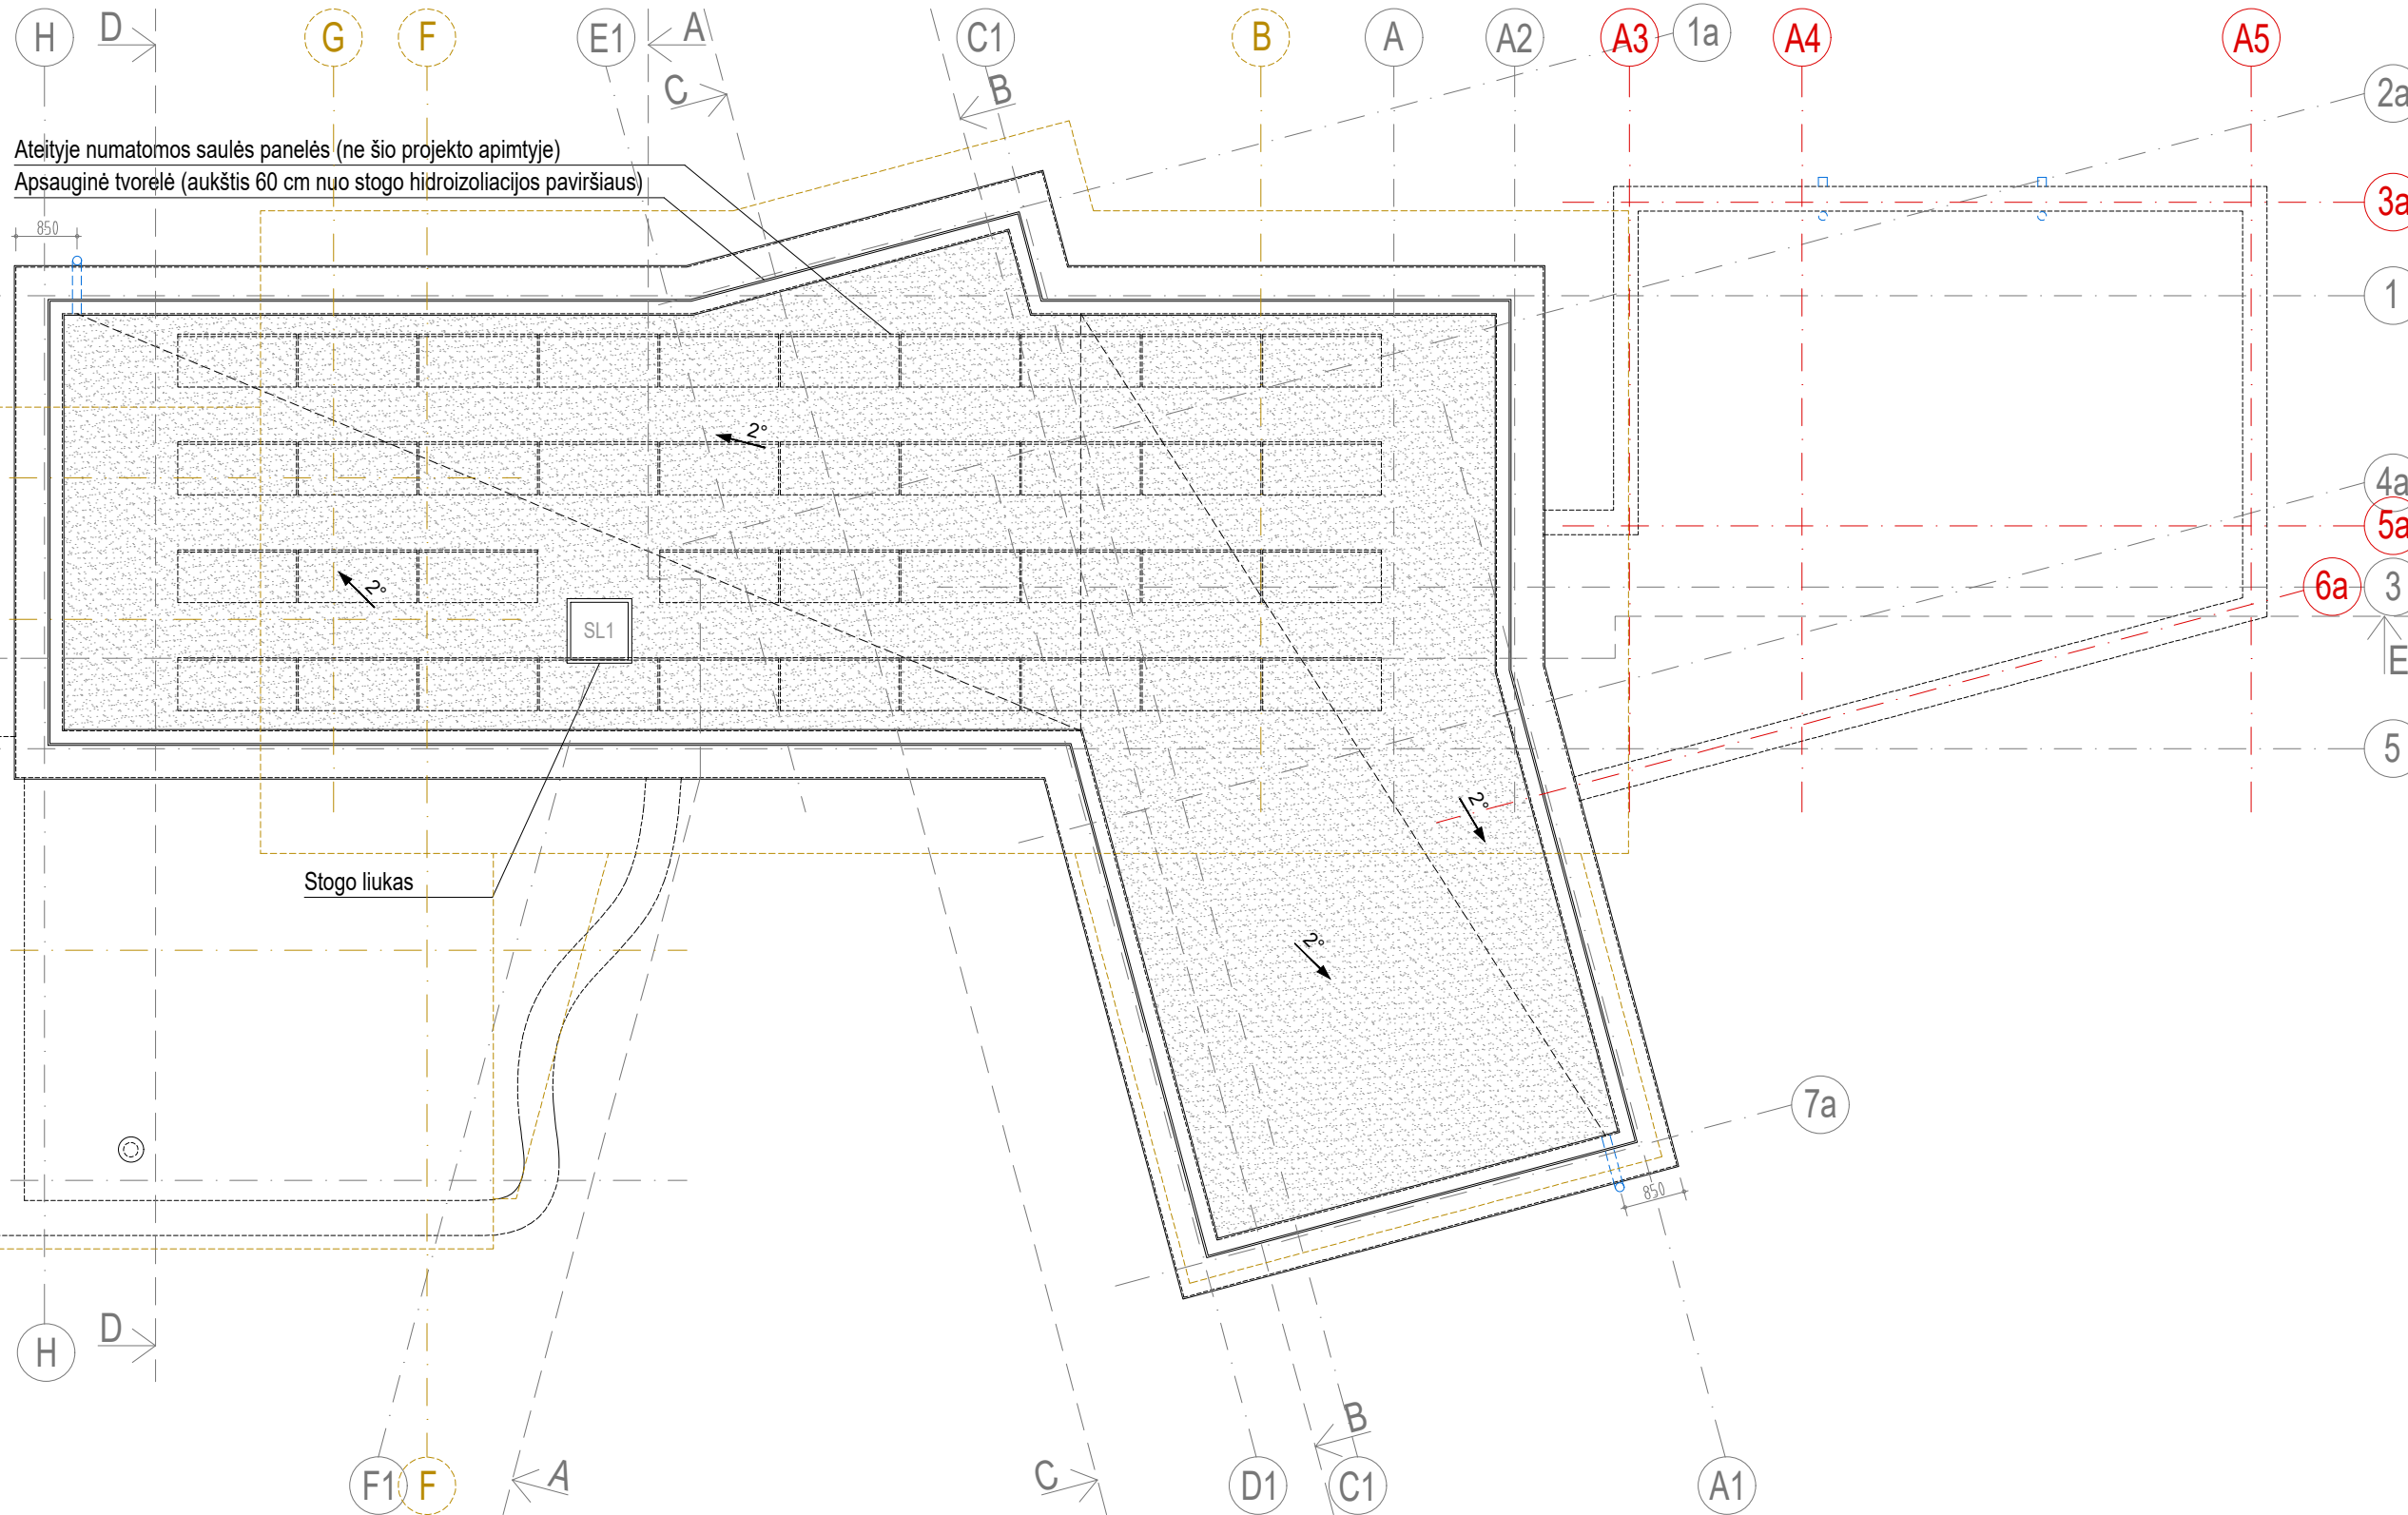 H
D
G
F
E1
A
C1
B
A
A2
A3
1a
A4
A5
C
B
2a
Ateityje numatomos saulės panelės (ne šio projekto apimtyje)
Apsauginė tvorelė (aukštis 60 cm nuo stogo hidroizoliacijos paviršiaus)
3a
850
1
2°
4a
5a
2°
6a
3
SL1
E
5
2°
Stogo liukas
2°
7a
850
D
H
B
F1
F
A
C
D1
C1
A1